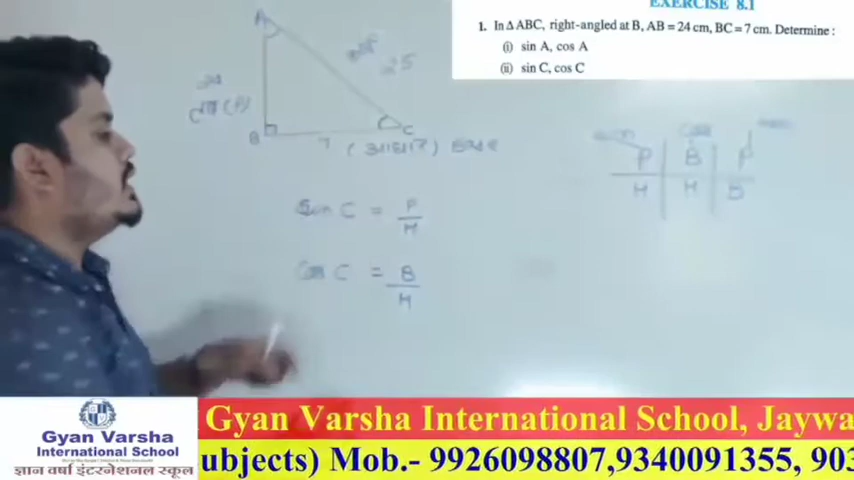 EXERCISE 8.1
1. In Δ ABC, right-angled at B, AB = 24 cm, BC = 7 cm. Determine :
(i) sin A, cos A
(ii) sin C, cos C
A
25
B
7 (आधार) Base
C
P B P
H H B
Sin C = P/H
Cos C = B/H
Gyan Varsha
International School
ज्ञान वर्षा इंटरनेशनल स्कूल
Gyan Varsha International School, Jaywa
ubjects) Mob.- 9926098807,9340091355, 903